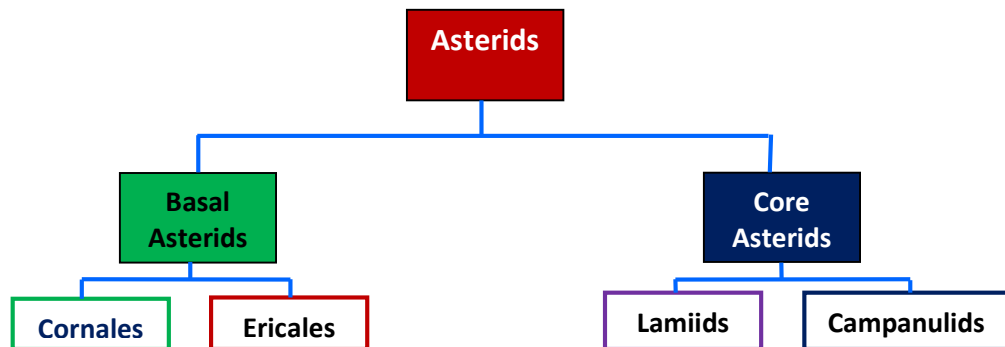 Asterids
Basal
Asterids
Core
Asterids
Cornales
Ericales
Lamiids
Campanulids